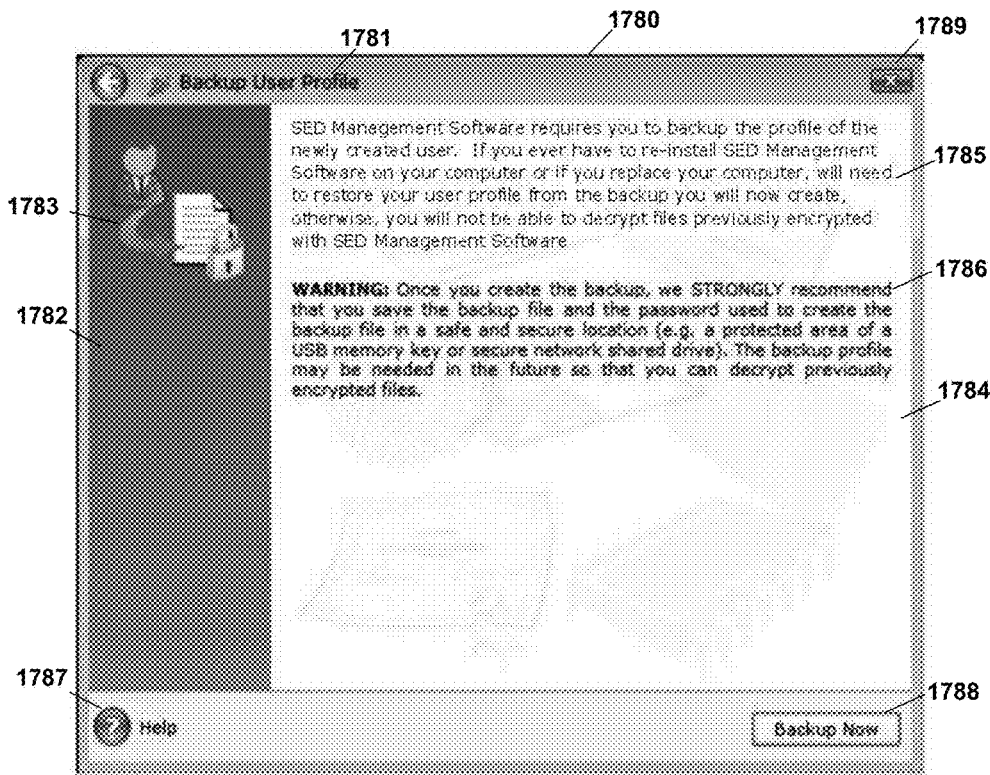 1780
1781
1789
Backup User Profile
SED Management Software requires you to backup the profile of the
newly created user. If you ever have to re-install SED Management
Software on your computer or if you replace your computer, will need
to restore your user profile from the backup you will now create,
otherwise, you will not be able to decrypt files previously encrypted
with SED Management Software
1785
1783
1786
WARNING: Once you create the backup, we STRONGLY recommend
that you save the backup file and the password used to create the
backup file in a safe and secure location (e.g. a protected area of a
USB memory key or secure network shared drive). The backup profile
may be needed in the future so that you can decrypt previously
encrypted files.
1782
1784
1787
1788
? Help
Backup Now